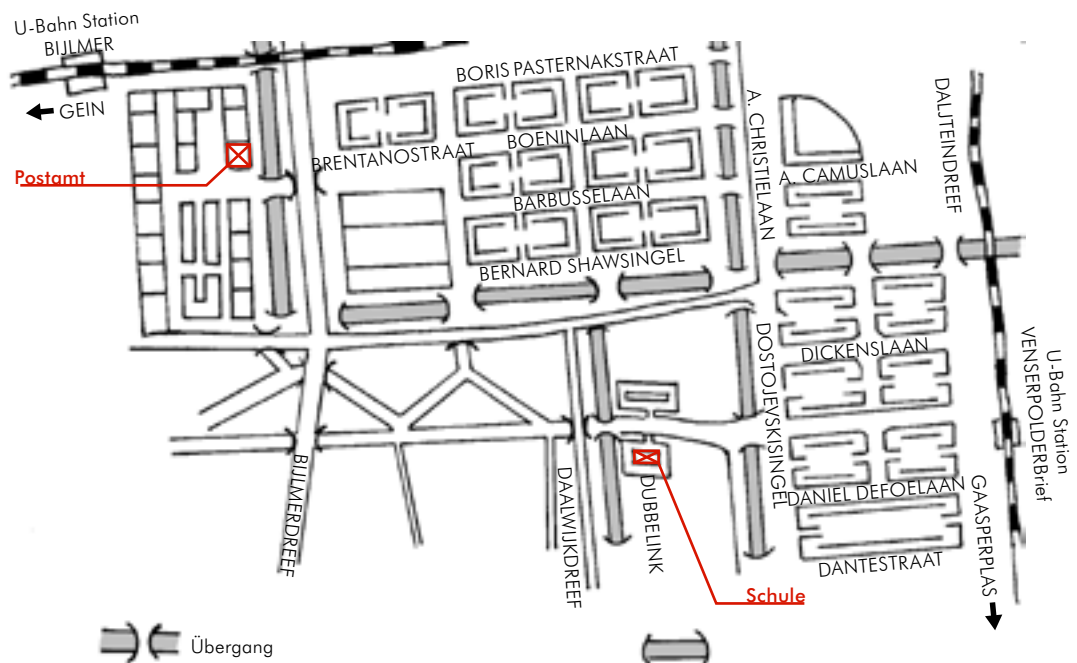 U-Bahn Station
BIJLMER
GEIN
BORIS PASTERNAKSTRAAT
BOENINLAAN
BRENTANOSTRAAT
BARBUSSELAAN
BERNARD SHAWSINGEL
A. CHRISTIELAAN
A. CAMUSLAAN
DALJTEINDREEF
Postamt
DOSTOJEVSKISINGEL
DICKENSLAAN
U-Bahn Station
VENSERPOLDERBrief
BIJLMERDREEF
DAALWIJKDREEF
DUBBELINK
DANIEL DEFOELAAN
GAASPERPLAS
DANTESTRAAT
Schule
Übergang